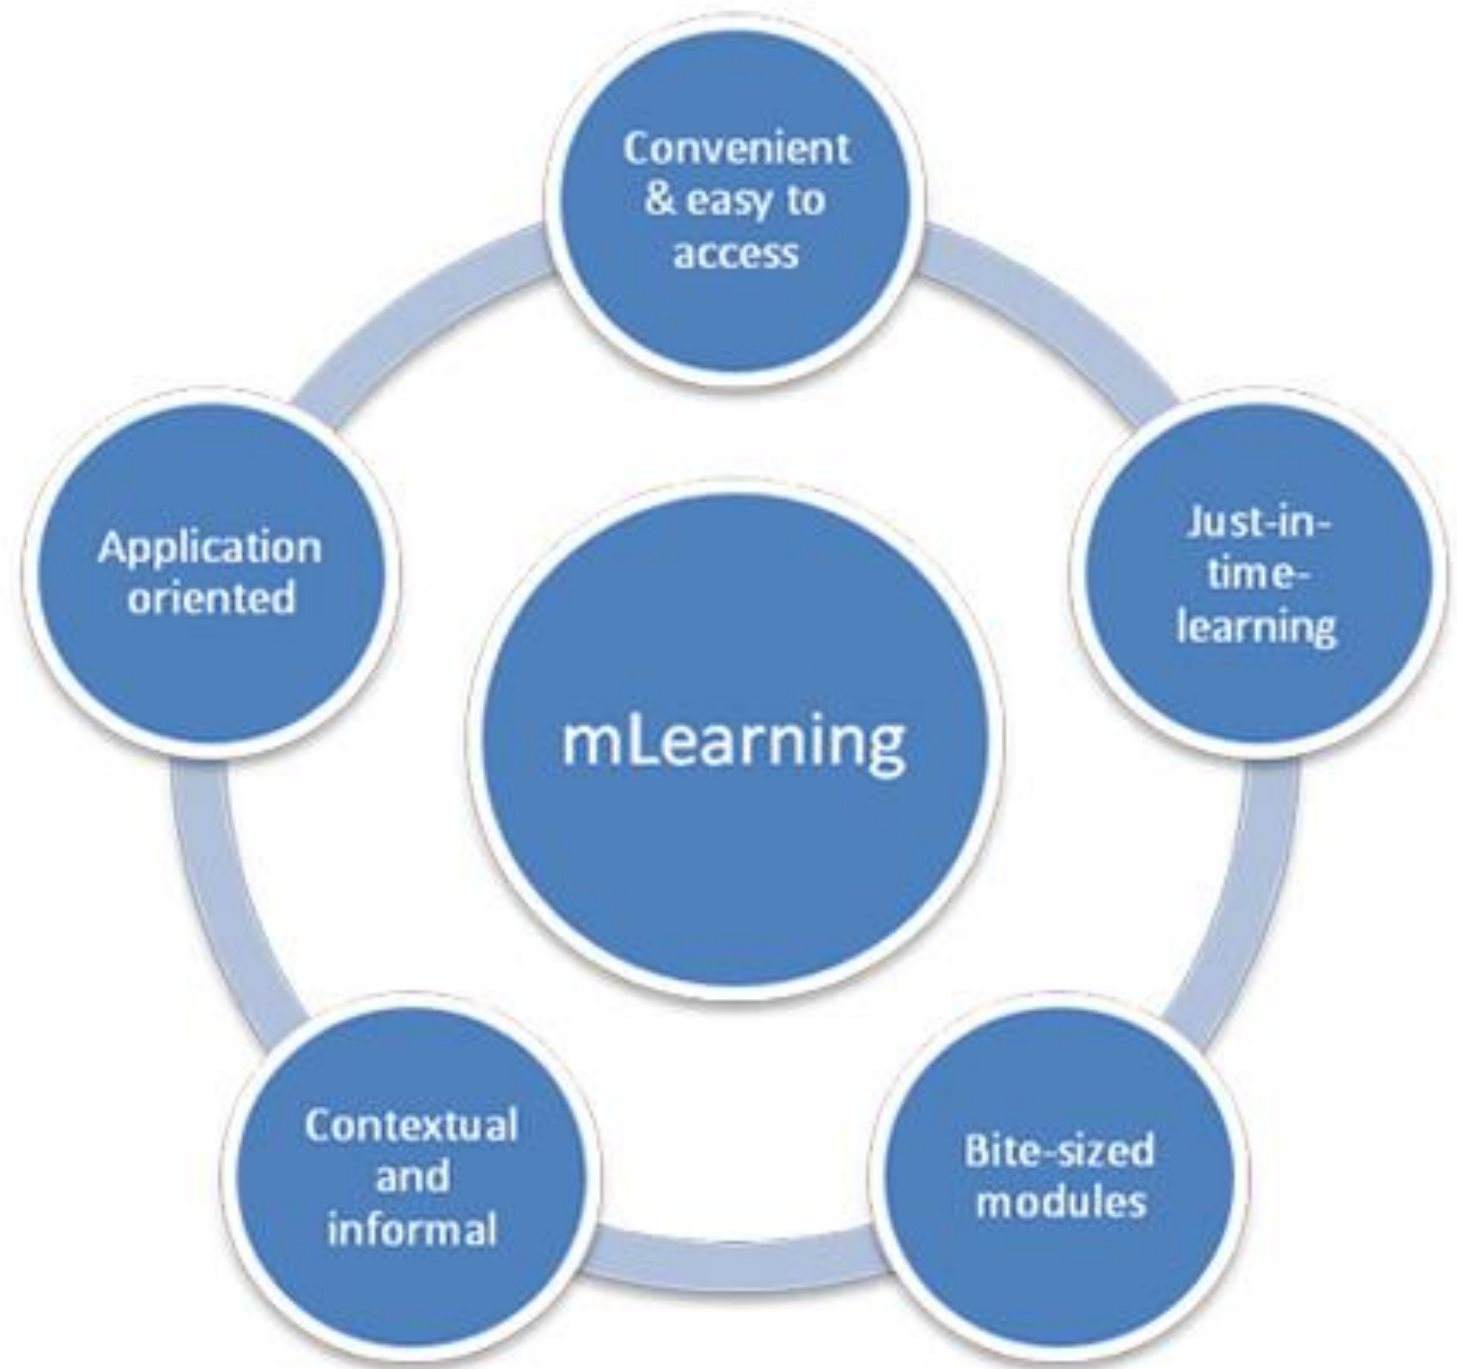 Convenient
& easy to
access
Just-in-
time-
learning
Bite-sized
modules
Contextual
and
informal
Application
oriented
mLearning